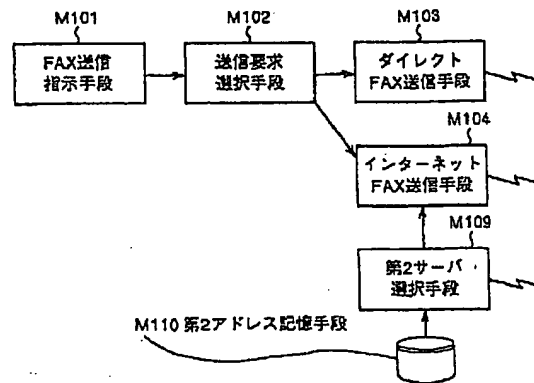 M101
FAX送信
指示手段
M102
送信要求
選択手段
M103
ダイレクト
FAX送信手段
M104
インターネット
FAX送信手段
M109
第2サーバ
選択手段
M110 第2アドレス記憶手段